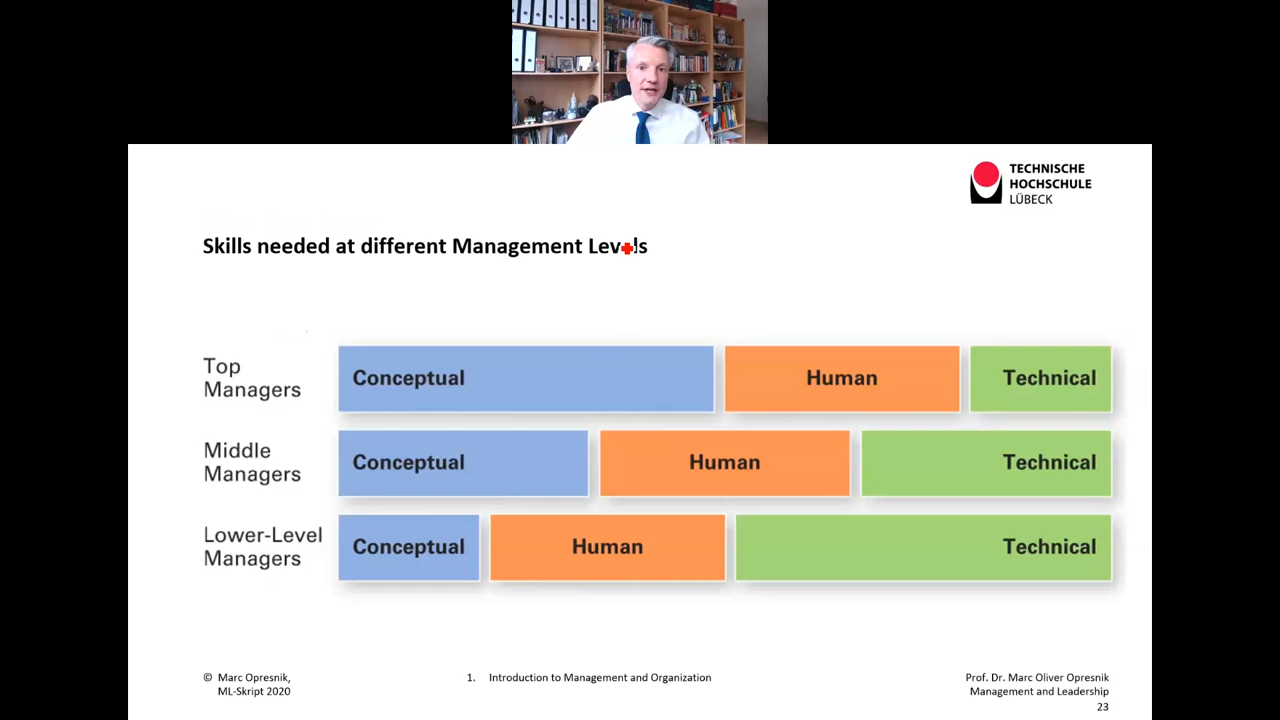 TECHNISCHE
HOCHSCHULE
LÜBECK
Skills needed at different Management Levels
Top
Managers
Conceptual
Human
Technical
Middle
Managers
Conceptual
Human
Technical
Lower-Level
Managers
Conceptual
Human
Technical
© Marc Opresnik,
ML-Skript 2020
1. Introduction to Management and Organization
Prof. Dr. Marc Oliver Opresnik
Management and Leadership
23